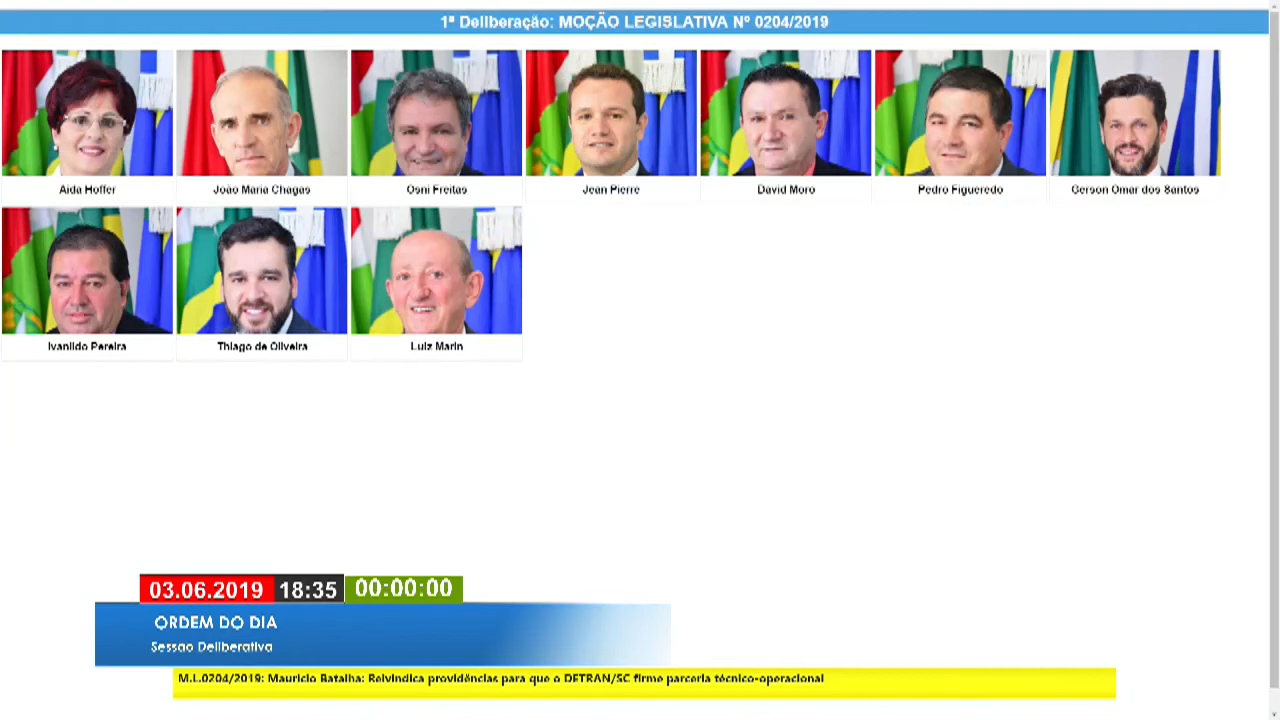 1ª Deliberação: MOÇÃO LEGISLATIVA Nº 0204/2019
Aida Hoffer
João Maria Chagas
Osni Freitas
Jean Pierre
David Moro
Pedro Figueredo
Gerson Omar dos Santos
Ivanildo Pereira
Thiago de Oliveira
Luiz Marin
03.06.2019 18:35 00:00:00
ORDEM DO DIA
Sessao Deliberativa
M.L.0204/2019: Mauricio Batalha: Reivindica providências para que o DETRAN/SC firme parceria técnico-operacional